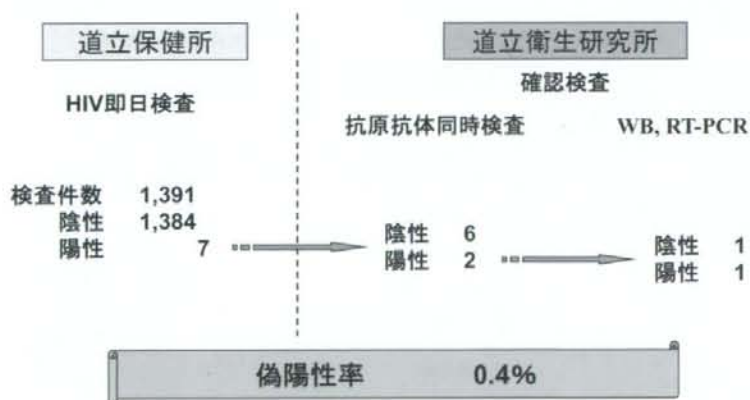 道立保健所
道立衛生研究所
確認検査
HIV即日検査
抗原抗体同時検査 WB, RT-PCR
検査件数 1,391
陰性 1,384
陽性 7
陰性 6
陽性 2
陰性 1
陽性 1
偽陽性率 0.4%